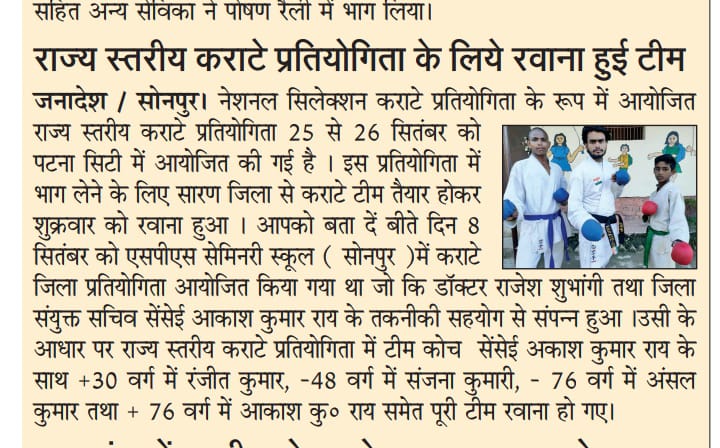 सहित अन्य सेविका ने पोषण रैली में भाग लिया।
राज्य स्तरीय कराटे प्रतियोगिता के लिये रवाना हुई टीम
जनादेश / सोनपुर। नेशनल सिलेक्शन कराटे प्रतियोगिता के रूप में आयोजित
राज्य स्तरीय कराटे प्रतियोगिता 25 से 26 सितंबर को
पटना सिटी में आयोजित की गई है । इस प्रतियोगिता में
भाग लेने के लिए सारण जिला से कराटे टीम तैयार होकर
शुक्रवार को रवाना हुआ । आपको बता दें बीते दिन 8
सितंबर को एसपीएस सेमिनरी स्कूल ( सोनपुर )में कराटे
जिला प्रतियोगिता आयोजित किया गया था जो कि डॉक्टर राजेश शुभांगी तथा जिला
संयुक्त सचिव सेंसेई आकाश कुमार राय के तकनीकी सहयोग से संपन्न हुआ ।उसी के
आधार पर राज्य स्तरीय कराटे प्रतियोगिता में टीम कोच सेंसेई अकाश कुमार राय के
साथ +30 वर्ग में रंजीत कुमार, -48 वर्ग में संजना कुमारी, - 76 वर्ग में अंसल
कुमार तथा + 76 वर्ग में आकाश कु० राय समेत पूरी टीम रवाना हो गए।